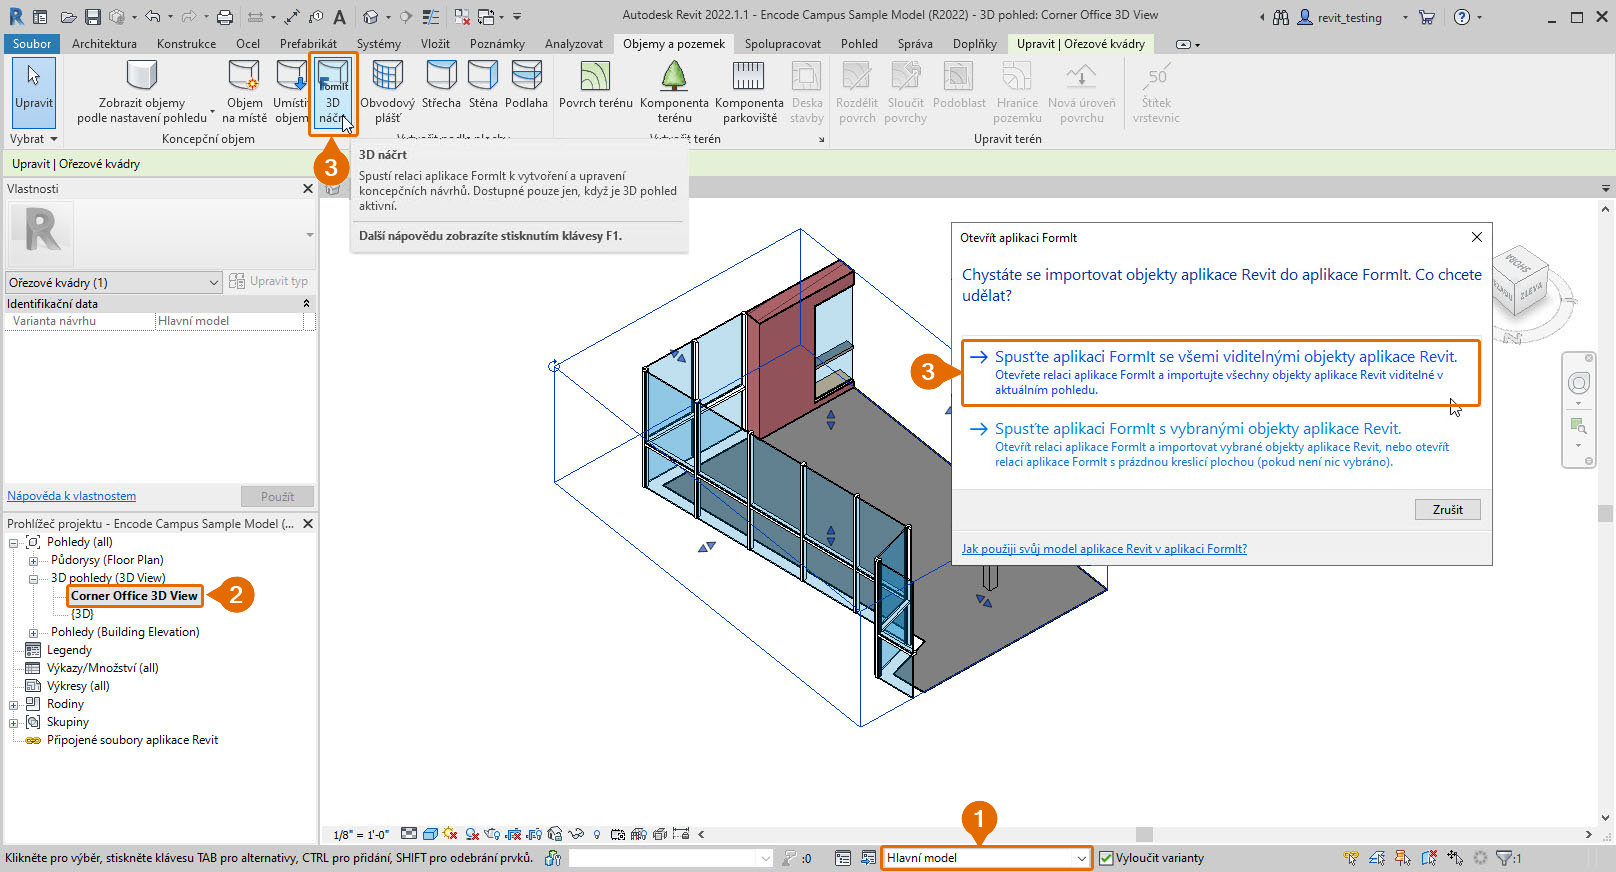 Autodesk Revit 2022.1.1 - Encode Campus Sample Model (R2022) - 3D pohled: Corner Office 3D View
revit_testing
Soubor Architektura Konstrukce Ocel Prefabrikát Systémy Vložit Poznámky Analyzovat Objemy a pozemek Spolupracovat Pohled Správa Doplňky Upravit | Ořezové kvádry
Upravit
Zobrazit objemy
podle nastavení pohledu
Objem
na místě
Umístit
objem
FormIt
3D
náčrt
Obvodový
plášť
Střecha
Stěna
Podlaha
Povrch terénu
Komponenta
terénu
Komponenta
parkoviště
Deska
stavby
Rozdělit
povrch
Sloučit
povrchy
Podoblast
Hranice
pozemku
Nová úroveň
povrchu
50
Štítek
vrstevnic
Vybrat
Koncepční objem
Vytvořit podle plochy
Vytvořit terén
Upravit terén
3
Upravit | Ořezové kvádry
3D náčrt
Spustí relaci aplikace FormIt k vytvoření a upravení
koncepčních návrhů. Dostupné pouze jen, když je 3D pohled
aktivní.
Další nápovědu zobrazíte stisknutím klávesy F1.
Vlastnosti
R
Ořezové kvádry (1)
Upravit typ
Identifikační data
Varianta návrhu Hlavní model
Nápověda k vlastnostem
Použít
Otevřít aplikaci FormIt
Chystáte se importovat objekty aplikace Revit do aplikace FormIt. Co chcete
udělat?
3
Spusťte aplikaci FormIt se všemi viditelnými objekty aplikace Revit.
Otevřete relaci aplikace FormIt a importujte všechny objekty aplikace Revit viditelné v
aktuálním pohledu.
Spusťte aplikaci FormIt s vybranými objekty aplikace Revit.
Otevřít relaci aplikace FormIt a importovat vybrané objekty aplikace Revit, nebo otevřít
relaci aplikace FormIt s prázdnou kreslicí plochou (pokud není nic vybráno).
Zrušit
Jak použiji svůj model aplikace Revit v aplikaci FormIt?
ZLEVA
Prohlížeč projektu - Encode Campus Sample Model (...
Pohledy (all)
Půdorysy (Floor Plan)
3D pohledy (3D View)
Corner Office 3D View
2
{3D}
Pohledy (Building Elevation)
Legendy
Výkazy/Množství (all)
Výkresy (all)
Rodiny
Skupiny
Připojené soubory aplikace Revit
1/8" = 1'-0"
1
Klikněte pro výběr, stiskněte klávesu TAB pro alternativy, CTRL pro přidání, SHIFT pro odebrání prvků.
:0
Hlavní model
Vyloučit varianty
:1